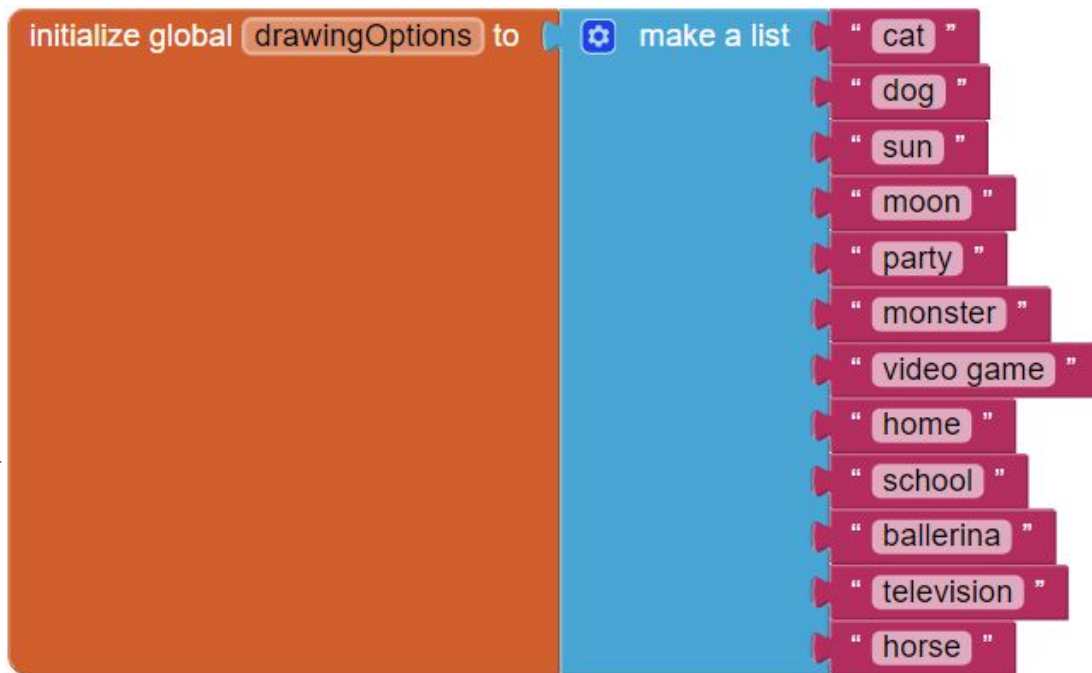 initialize global drawingOptions to make a list “ cat ”
“ dog ”
“ sun ”
“ moon ”
“ party ”
“ monster ”
“ video game ”
“ home ”
“ school ”
“ ballerina ”
“ television ”
“ horse ”